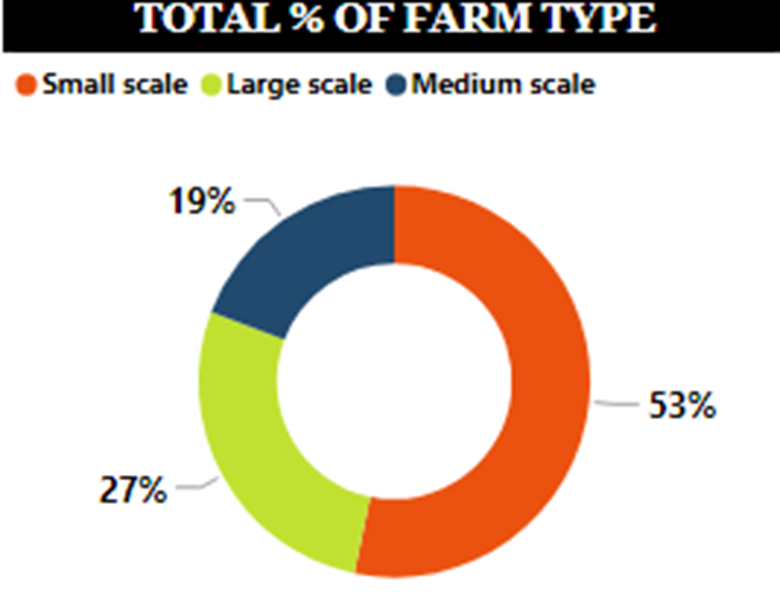 TOTAL % OF FARM TYPE
Small scale Large scale Medium scale
19%
53%
27%